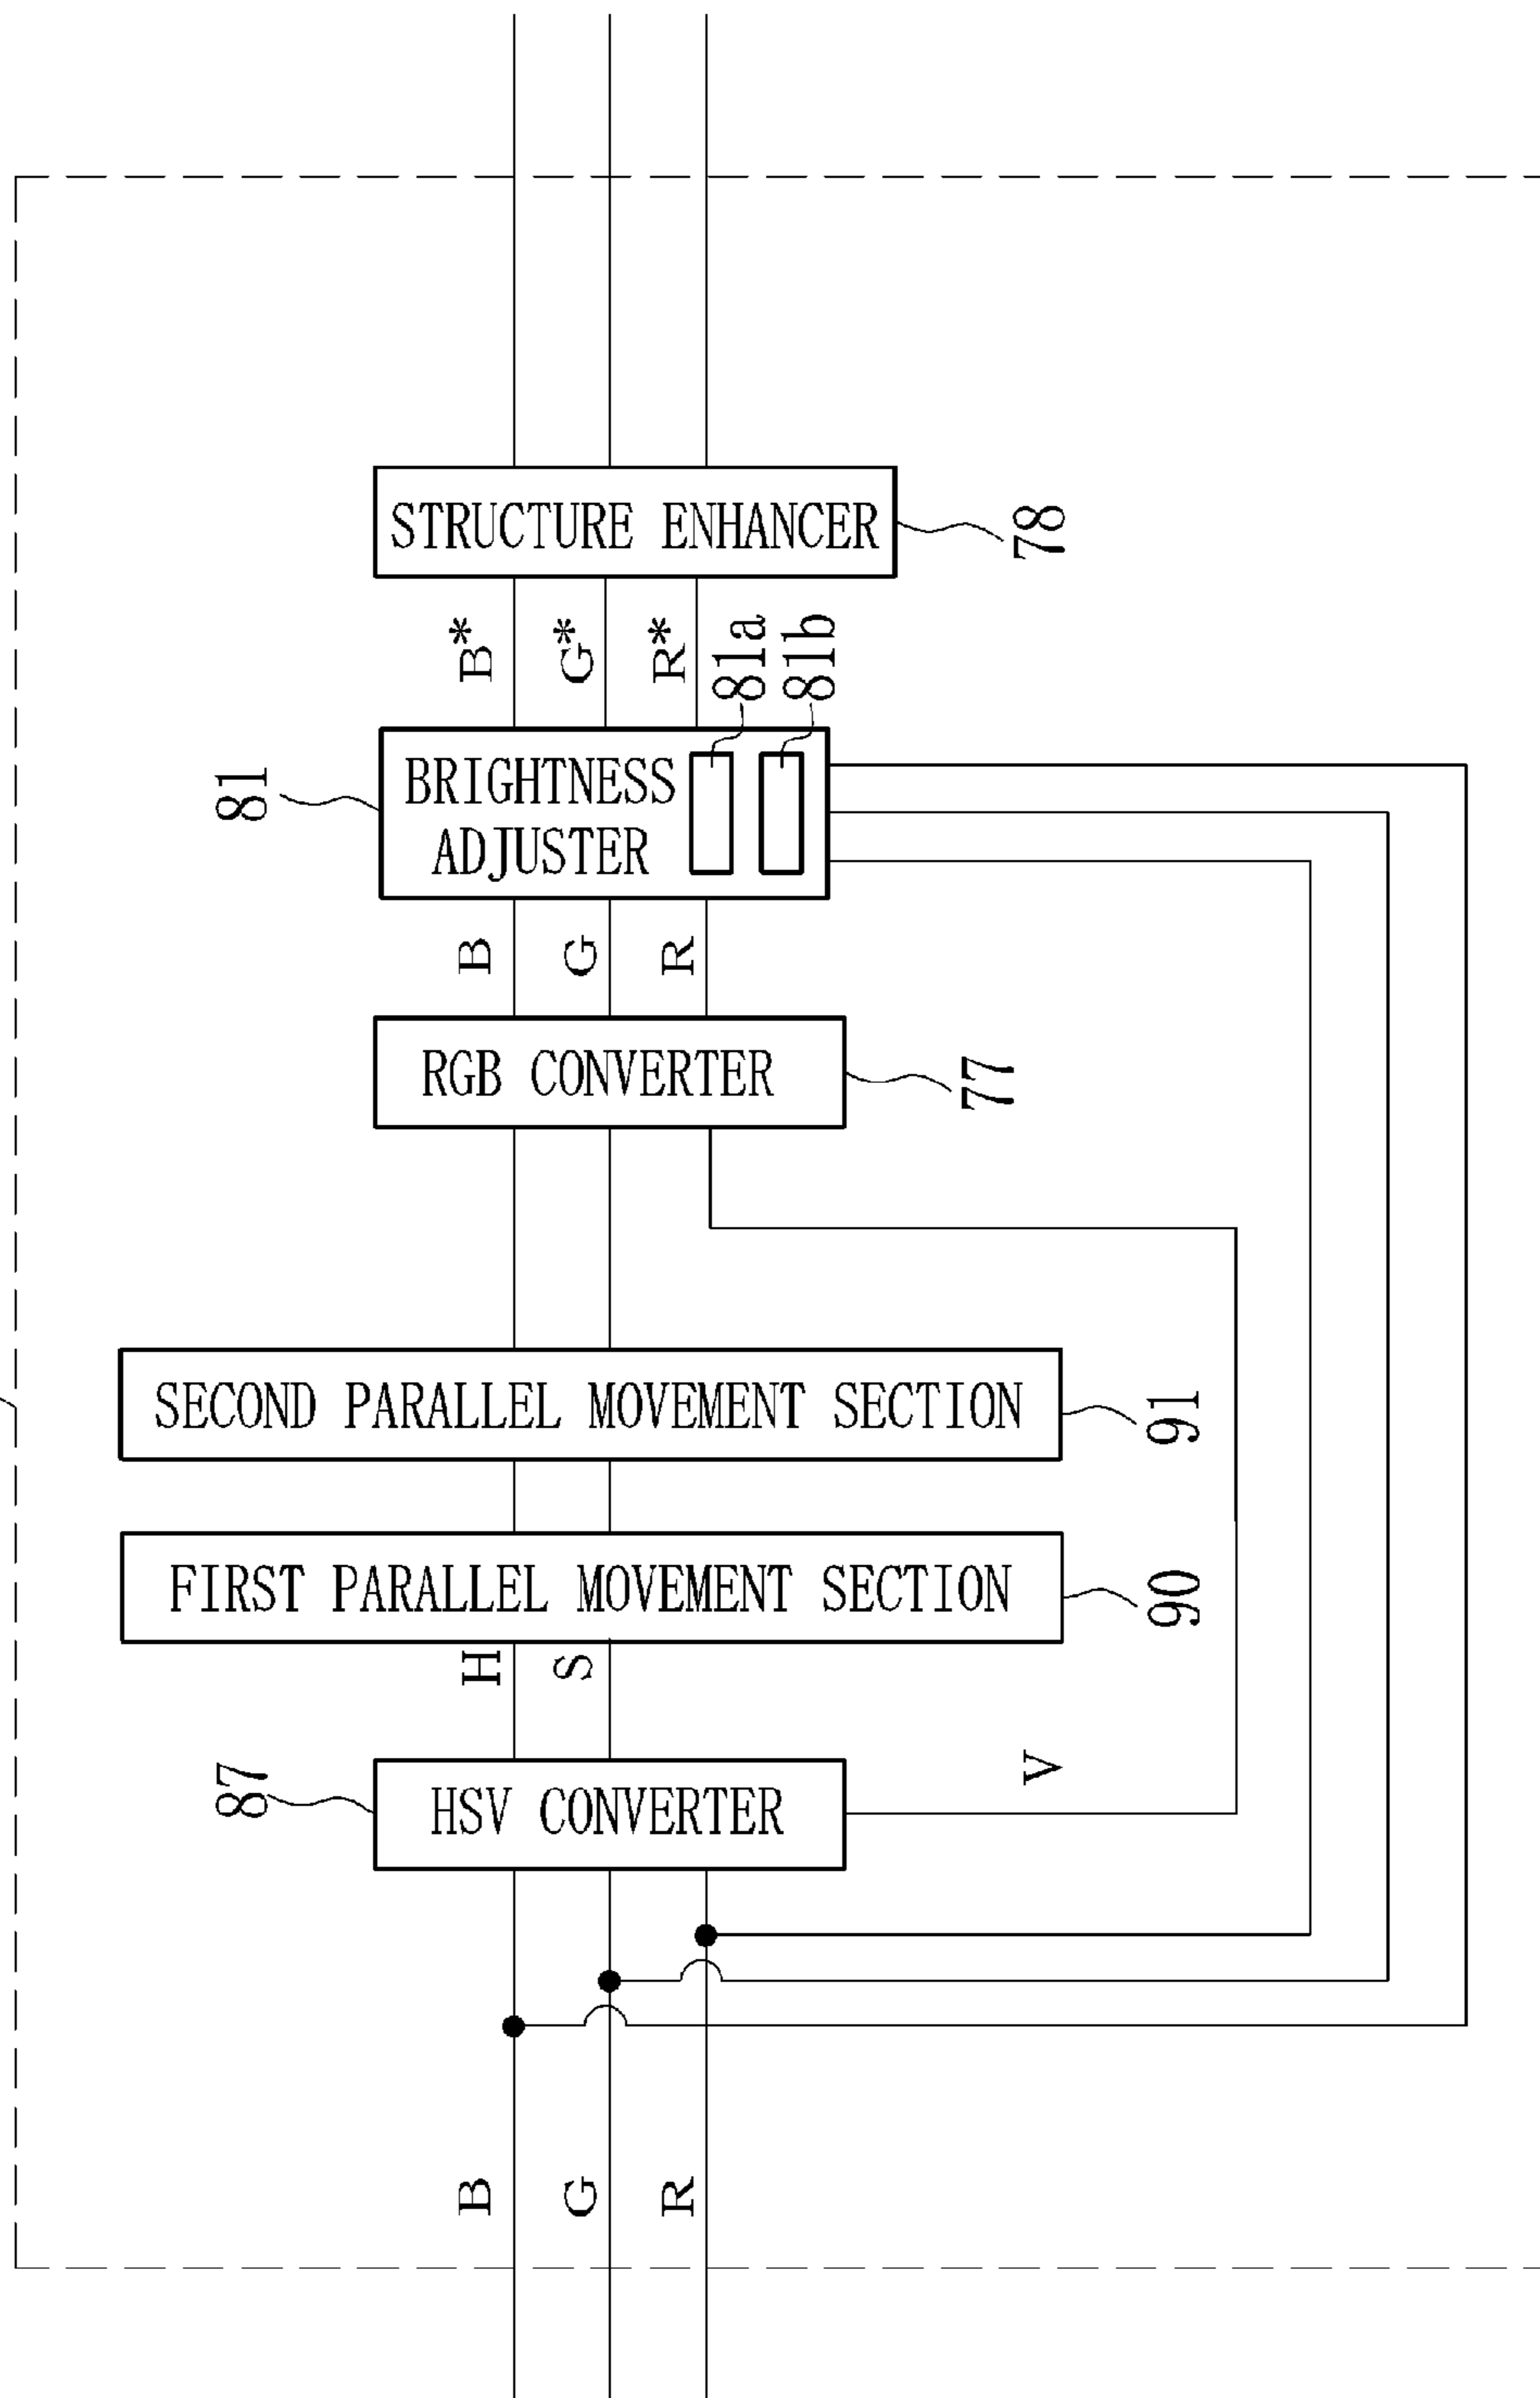 STRUCTURE ENHANCER
78
B*
G*
R*
81a
81b
81
BRIGHTNESS
ADJUSTER
B
G
R
RGB CONVERTER
77
SECOND PARALLEL MOVEMENT SECTION
91
FIRST PARALLEL MOVEMENT SECTION
90
H
S
87
HSV CONVERTER
V
B
G
R